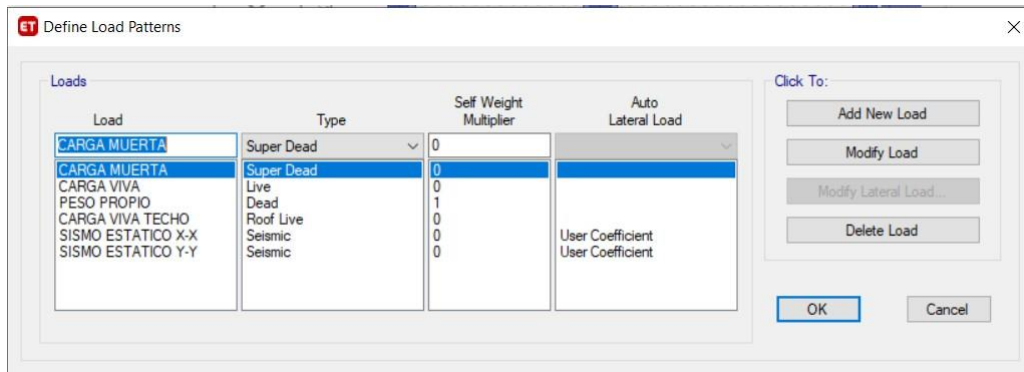 ET Define Load Patterns
Loads
Click To:
Load Type Self Weight Multiplier Auto Lateral Load
CARGA MUERTA Super Dead 0
CARGA MUERTA Super Dead 0
CARGA VIVA Live 0
PESO PROPIO Dead 1
CARGA VIVA TECHO Roof Live 0
SISMO ESTATICO X-X Seismic 0 User Coefficient
SISMO ESTATICO Y-Y Seismic 0 User Coefficient
Add New Load
Modify Load
Modify Lateral Load...
Delete Load
OK Cancel